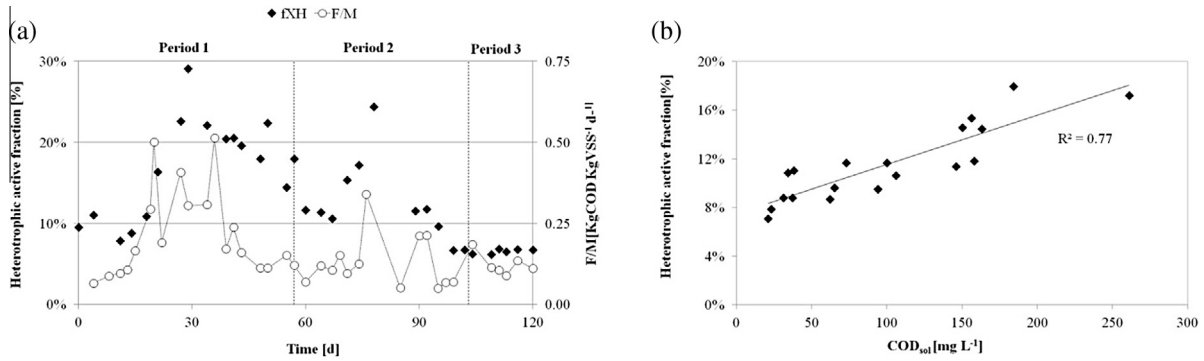 (a)
fXH F/M
Period 1 Period 2 Period 3
Heterotrophic active fraction [%]
30%
20%
10%
0%
0.75
0.50
0.25
0.00
F/M[KgCOD KgVSS⁻¹ d-¹]
0 30 60 90 120
Time [d]
(b)
Heterotrophic active fraction[%]
20%
16%
12%
8%
4%
0%
R² = 0.77
0 50 100 150 200 250 300
CODsol [mg L⁻¹]